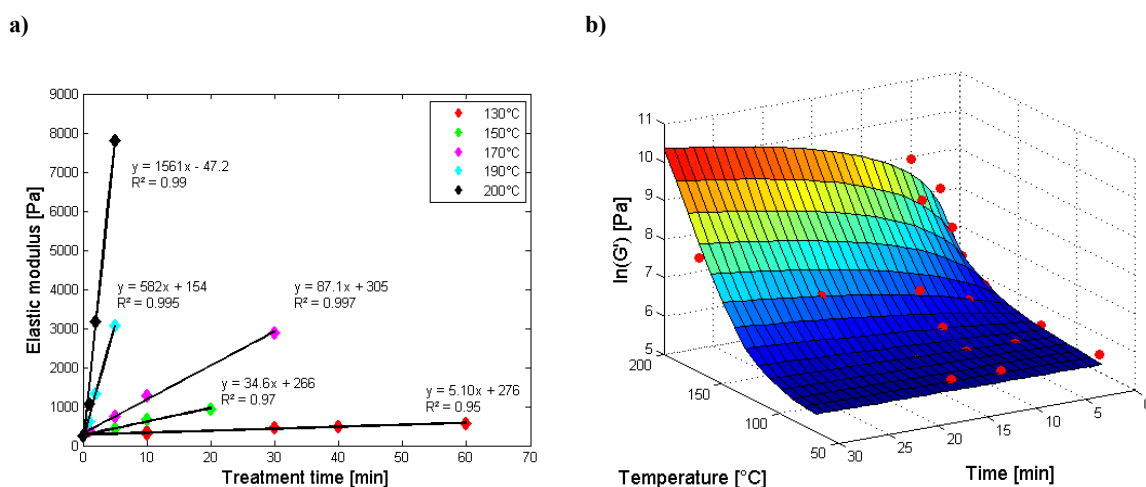 a)
b)
9000
8000
7000
6000
5000
4000
3000
2000
1000
0
0 10 20 30 40 50 60 70
Elastic modulus [Pa]
Treatment time [min]
130°C
150°C
170°C
190°C
200°C
y = 1561x - 47.2
R² = 0.99
y = 582x + 154
R² = 0.995
y = 87.1x + 305
R² = 0.997
y = 34.6x + 266
R² = 0.97
5.10x + 276
R² = 0.95
11
10
9
8
7
6
5
ln(G') [Pa]
200
150
100
50
Temperature [°C]
30
25
20
15
10
5
0
Time [min]